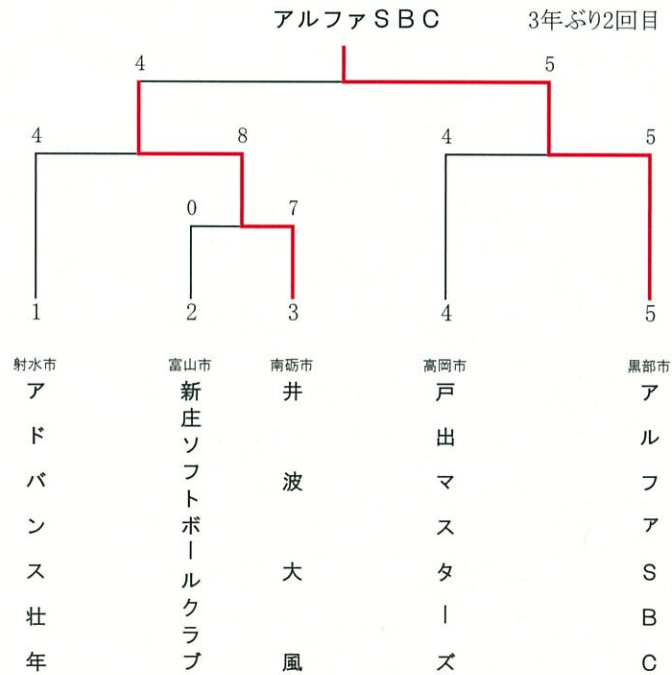 アルファSBC 3年ぶり2回目
4 5
4 8 4 5
0 7
1 2 3 4 5
射水市 富山市 南砺市 高岡市 黒部市
アドバンス壮年
新庄ソフトボールクラブ
井波大風
戸出マスターズ
アルファSBC